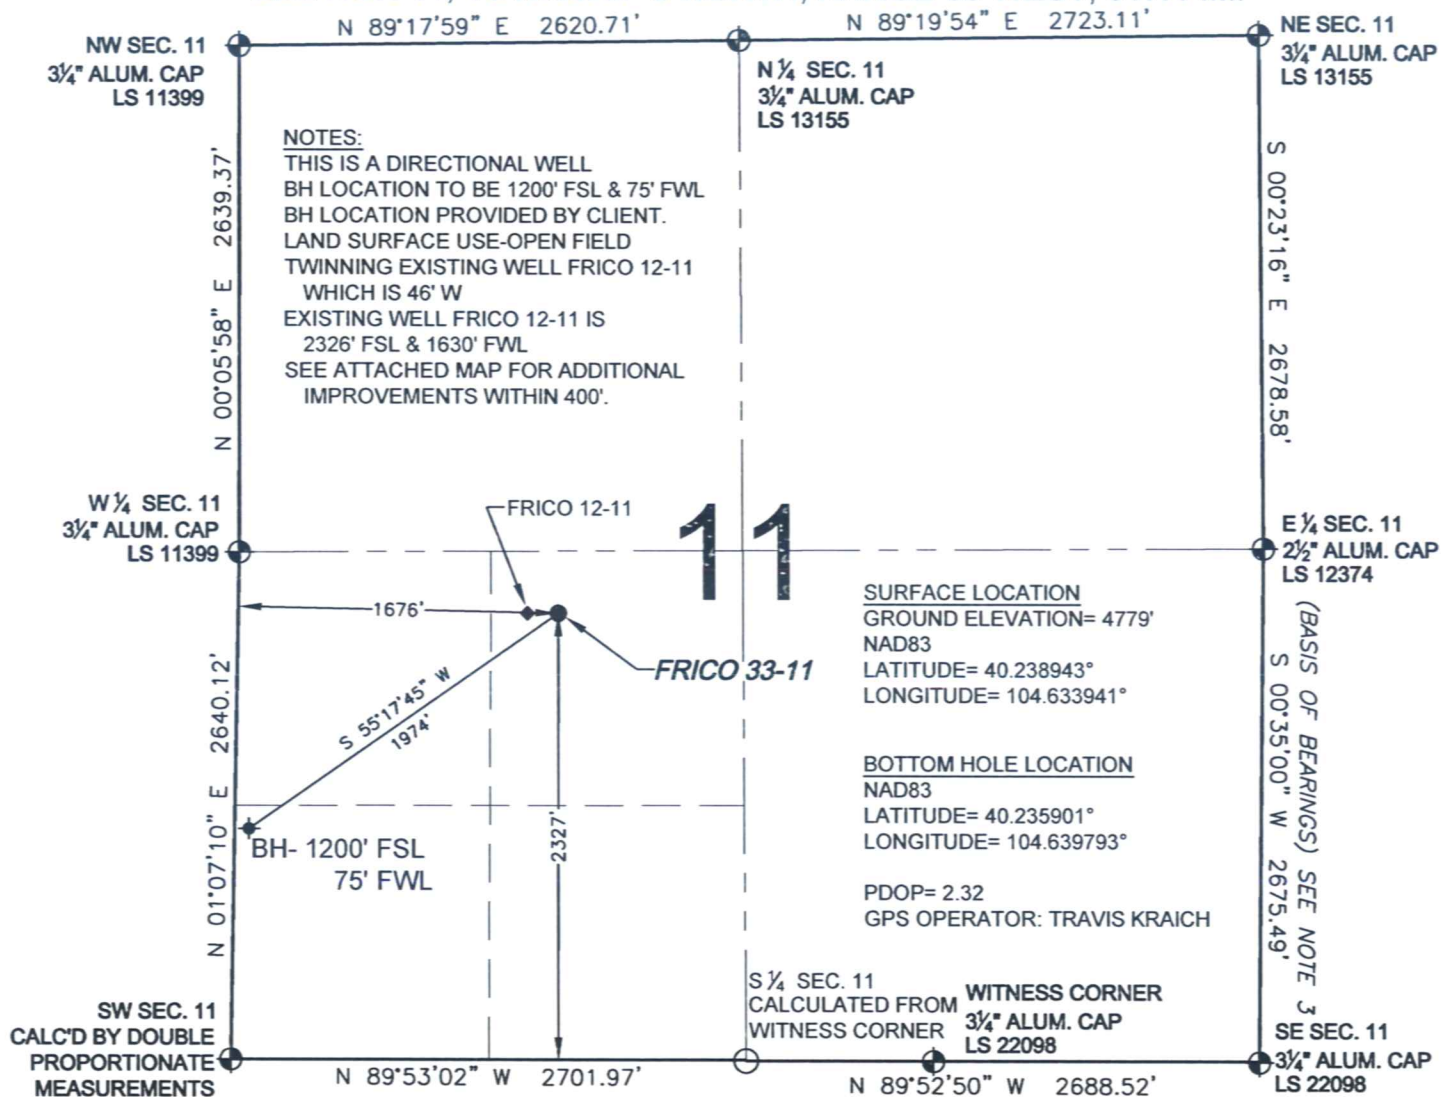 N 89°17'59" E 2620.71'
N 89°19'54" E 2723.11'
NW SEC. 11
3¼" ALUM. CAP
LS 11399
N ¼ SEC. 11
3¼" ALUM. CAP
LS 13155
NE SEC. 11
3¼" ALUM. CAP
LS 13155
NOTES:
THIS IS A DIRECTIONAL WELL
BH LOCATION TO BE 1200' FSL & 75' FWL
BH LOCATION PROVIDED BY CLIENT.
LAND SURFACE USE-OPEN FIELD
TWINNING EXISTING WELL FRICO 12-11
WHICH IS 46' W
EXISTING WELL FRICO 12-11 IS
2326' FSL & 1630' FWL
SEE ATTACHED MAP FOR ADDITIONAL
IMPROVEMENTS WITHIN 400'.
N 00°05'58" E 2639.37'
S 00°23'16" E 2678.58'
W ¼ SEC. 11
3¼" ALUM. CAP
LS 11399
FRICO 12-11
11
E ¼ SEC. 11
2½" ALUM. CAP
LS 12374
1676'
FRICO 33-11
S 55°17'45" W
1974'
2327'
SURFACE LOCATION
GROUND ELEVATION= 4779'
NAD83
LATITUDE= 40.238943°
LONGITUDE= 104.633941°
BOTTOM HOLE LOCATION
NAD83
LATITUDE= 40.235901°
LONGITUDE= 104.639793°
PDOP= 2.32
GPS OPERATOR: TRAVIS KRAICH
N 01°07'10" E 2640.12'
BH- 1200' FSL
75' FWL
S 00°35'00" W 2675.49'
(BASIS OF BEARINGS) SEE NOTE 3
SW SEC. 11
CALC'D BY DOUBLE
PROPORTIONATE
MEASUREMENTS
S ¼ SEC. 11
CALCULATED FROM
WITNESS CORNER
WITNESS CORNER
3¼" ALUM. CAP
LS 22098
SE SEC. 11
3¼" ALUM. CAP
LS 22098
N 89°53'02" W 2701.97'
N 89°52'50" W 2688.52'